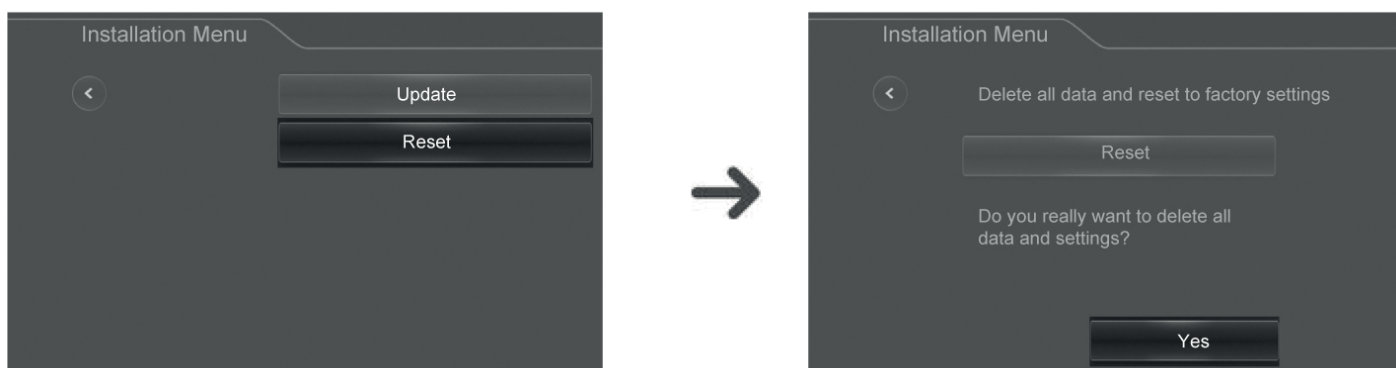 Installation Menu
Update
Reset
Installation Menu
Delete all data and reset to factory settings
Reset
Do you really want to delete all
data and settings?
Yes